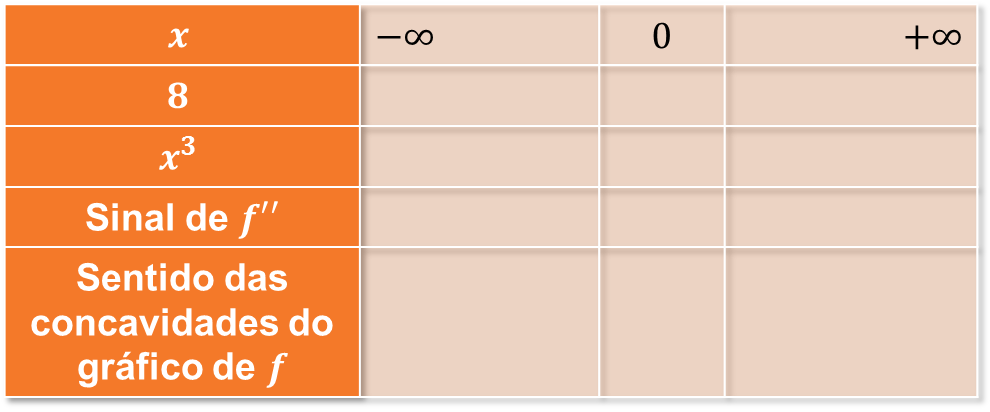 x −∞ 0 +∞
8
x³
Sinal de f′′
Sentido das
concavidades do
gráfico de f